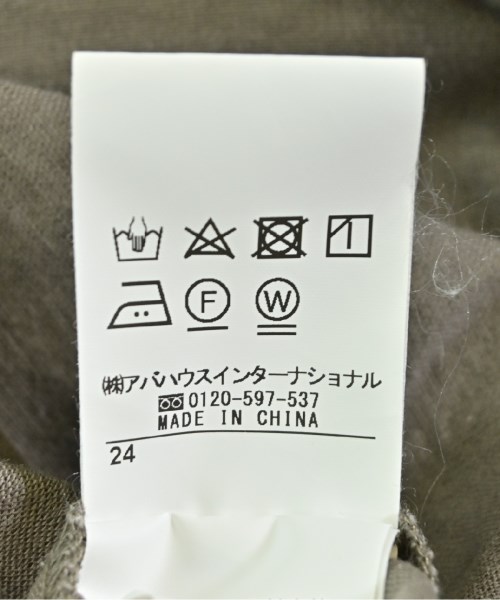 F W
㈱アバハウスインターナショナル
0120-597-537
MADE IN CHINA
24